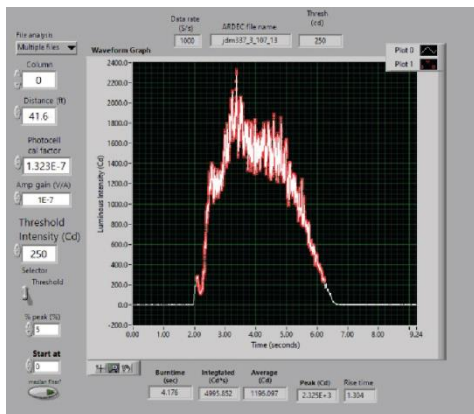 Data rate
(S/s)
1000
ARDEC file name
jdm337_3_107_13
Thresh
(cd)
250
File analysis
Multiple files
Column
0
Distance (ft)
41.6
Photocell
cal factor
1.323E-7
Amp gain (V/A)
1E-7
Threshold
Intensity (Cd)
250
Selector
Threshold
% peak (%)
5
Start at
0
Waveform Graph
Plot 0
Plot 1
Luminous Intensity (Cd)
2400.0
2200.0
2000.0
1800.0
1600.0
1400.0
1200.0
1000.0
800.0
600.0
400.0
200.0
0.0
-200.0
0.00 1.00 2.00 3.00 4.00 5.00 6.00 7.00 8.00 9.24
Time (seconds)
Burntime
(sec)
4.176
Integtated
(Cd*s)
4995.852
Average
(Cd)
1196.097
Peak (Cd)
2.325E+3
Rise time
1.304